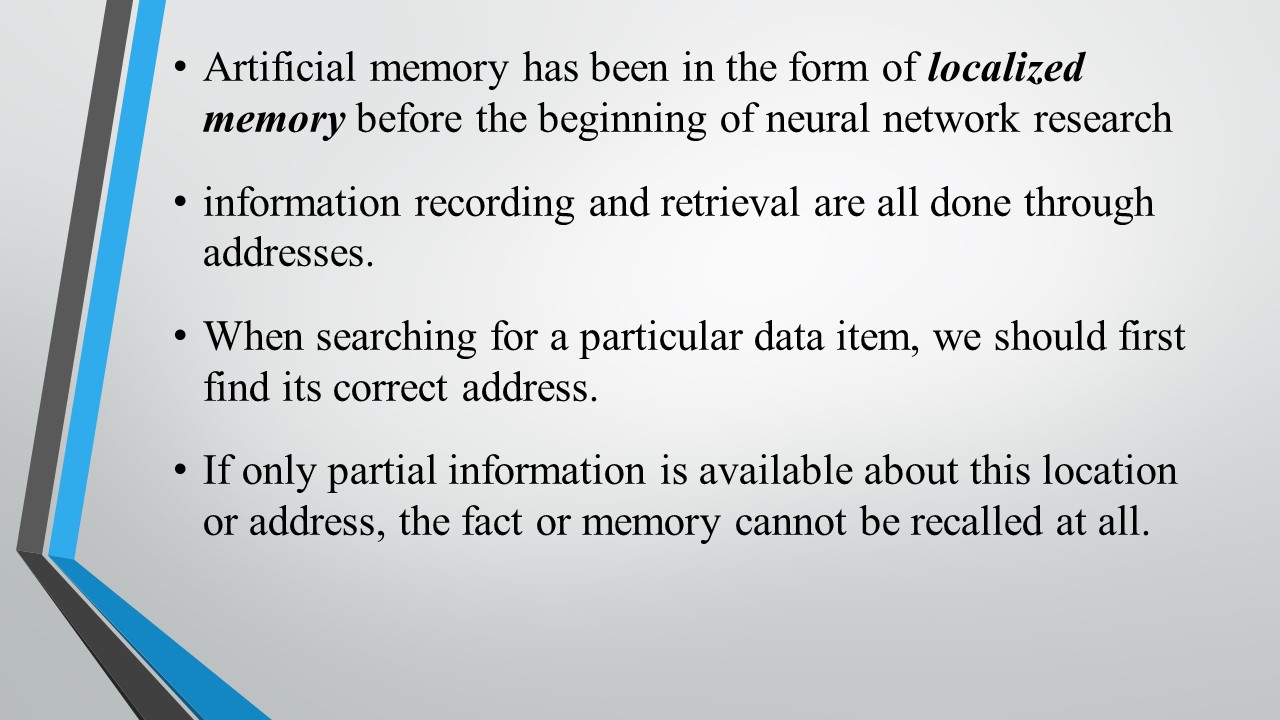 • Artificial memory has been in the form of localized
memory before the beginning of neural network research
• information recording and retrieval are all done through
addresses.
• When searching for a particular data item, we should first
find its correct address.
• If only partial information is available about this location
or address, the fact or memory cannot be recalled at all.